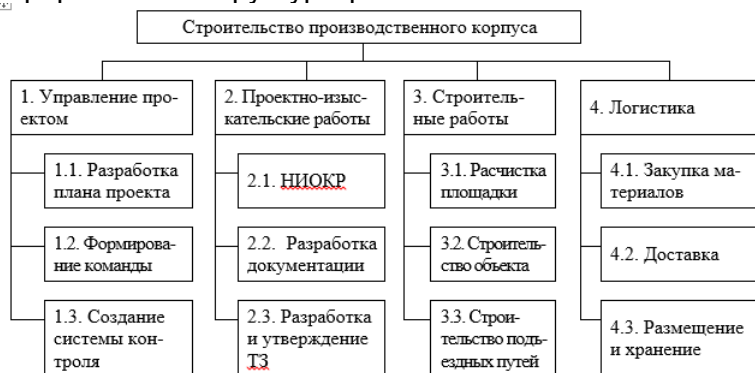 Строительство производственного корпуса
1. Управление про-
ектом
1.1. Разработка
плана проекта
1.2. Формирова-
ние команды
1.3. Создание
системы кон-
троля
2. Проектно-изыс-
кательские работы
2.1. НИОКР
2.2. Разработка
документации
2.3. Разработка
и утверждение
ТЗ
3. Строитель-
ные работы
3.1. Расчистка
площадки
3.2. Строитель-
ство объекта
3.3. Строи-
тельство подъ-
ездных путей
4. Логистика
4.1. Закупка ма-
териалов
4.2. Доставка
4.3. Размещение
и хранение